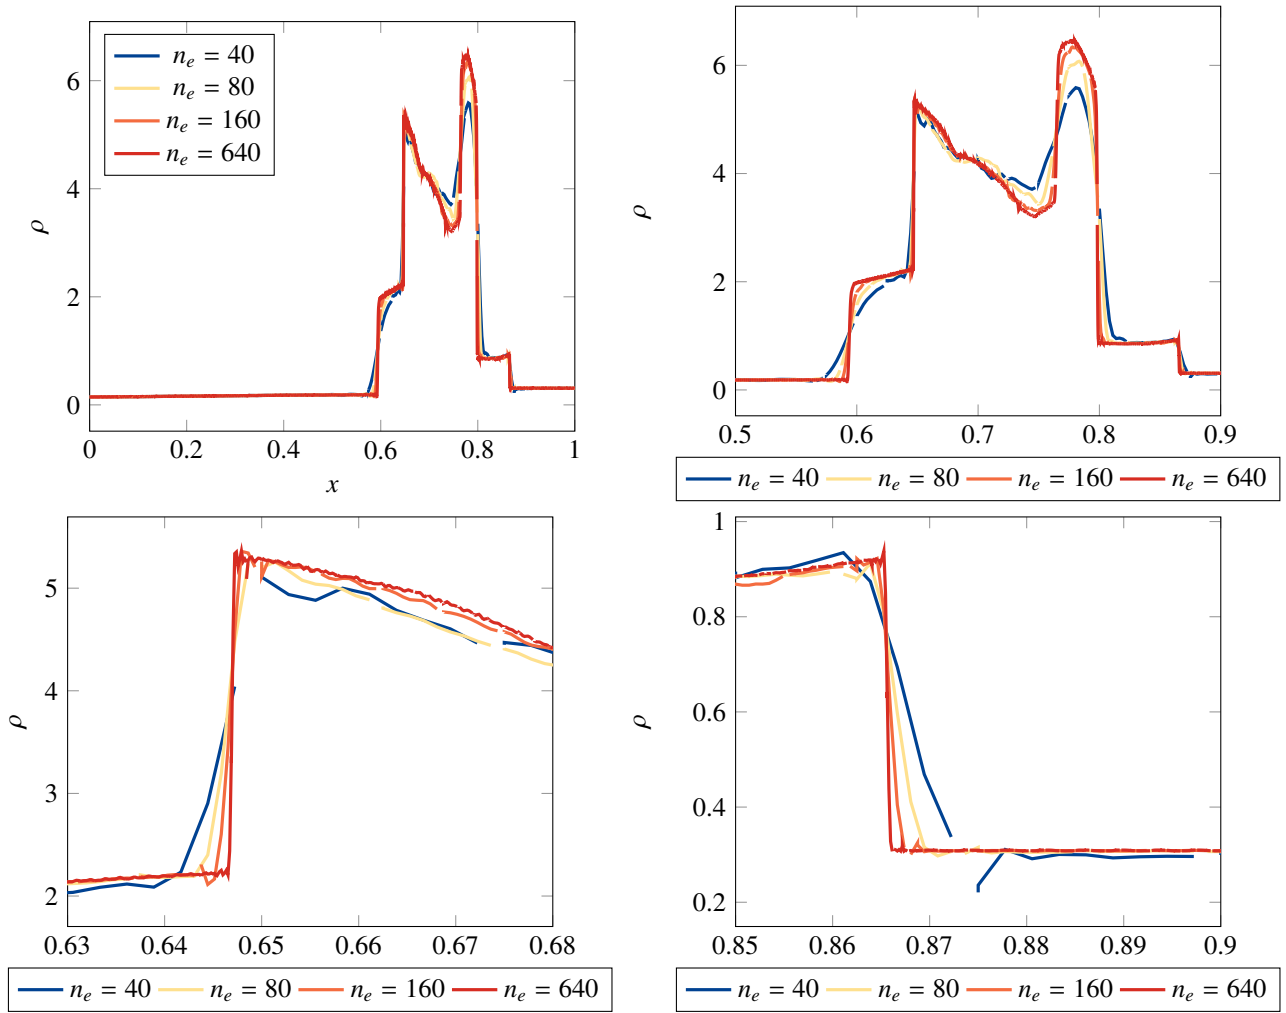 n_e = 40
n_e = 80
n_e = 160
n_e = 640
6
4
2
0
ρ
0 0.2 0.4 0.6 0.8 1
x
6
4
2
0
ρ
0.5 0.6 0.7 0.8 0.9
n_e = 40 n_e = 80 n_e = 160 n_e = 640
5
4
3
2
ρ
0.63 0.64 0.65 0.66 0.67 0.68
n_e = 40 n_e = 80 n_e = 160 n_e = 640
1
0.8
0.6
0.4
0.2
ρ
0.85 0.86 0.87 0.88 0.89 0.9
n_e = 40 n_e = 80 n_e = 160 n_e = 640